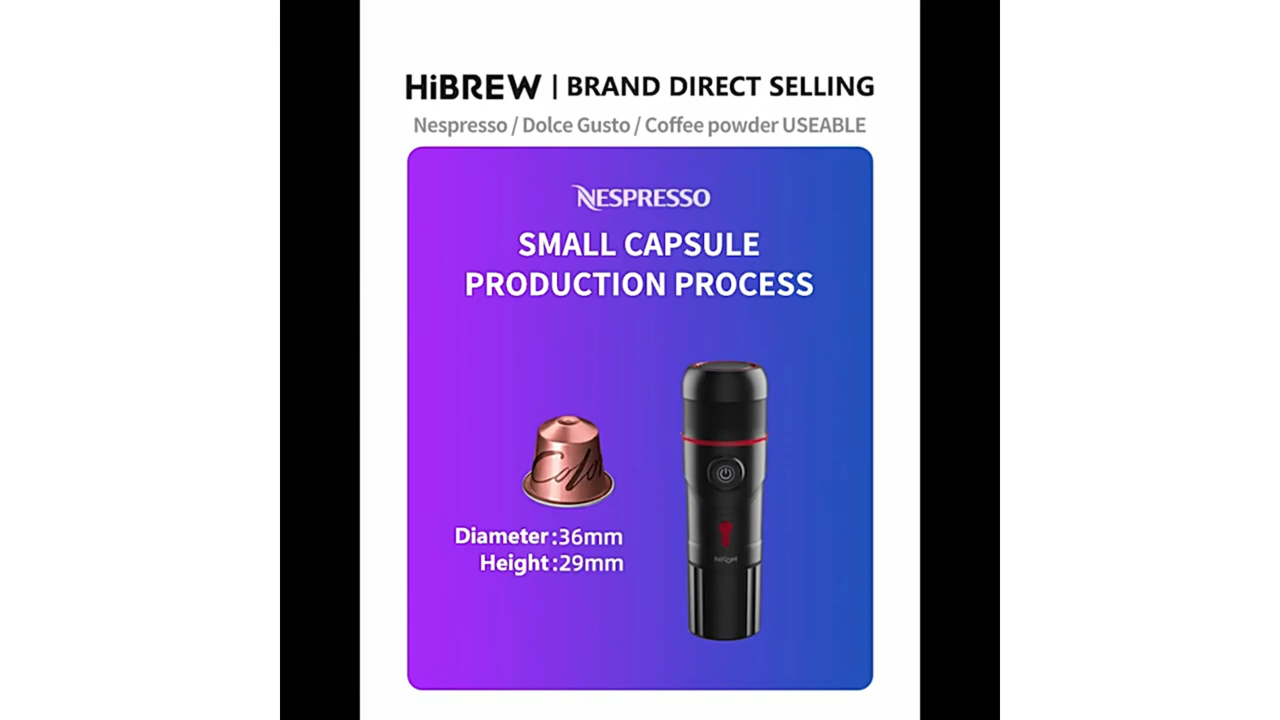 HiBREW | BRAND DIRECT SELLING
Nespresso / Dolce Gusto / Coffee powder USEABLE
NESPRESSO
SMALL CAPSULE
PRODUCTION PROCESS
Diameter:36mm
Height:29mm